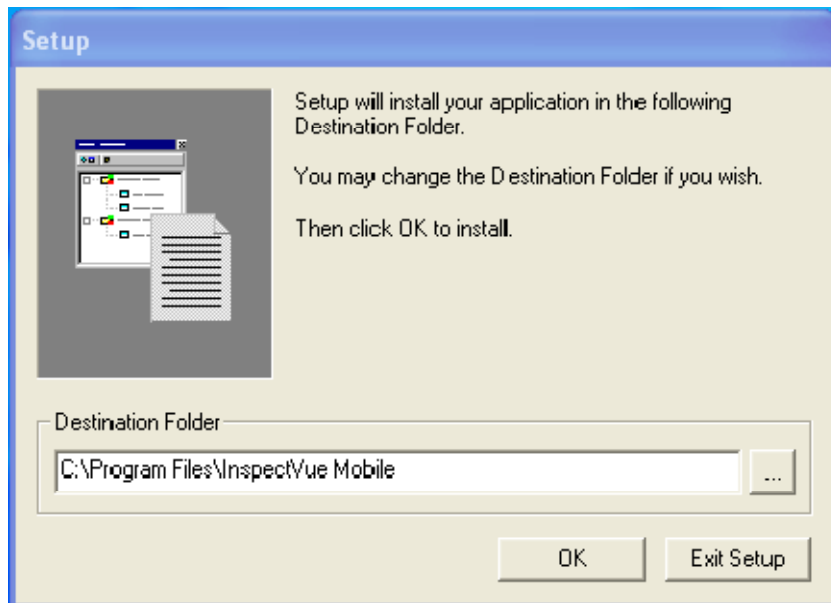 Setup
Setup will install your application in the following
Destination Folder.
You may change the Destination Folder if you wish.
Then click OK to install.
Destination Folder
C:\Program Files\InspectVue Mobile
...
OK
Exit Setup